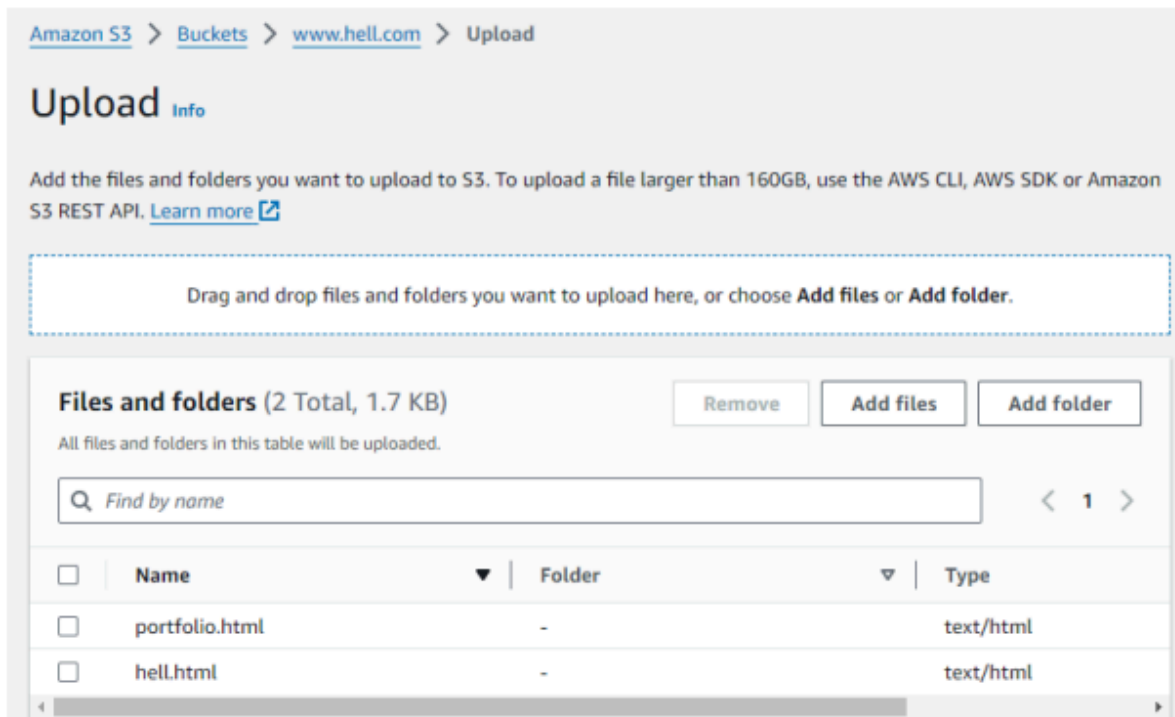 Amazon S3 > Buckets > www.hell.com > Upload
Upload Info
Add the files and folders you want to upload to S3. To upload a file larger than 160GB, use the AWS CLI, AWS SDK or Amazon
S3 REST API. Learn more
Drag and drop files and folders you want to upload here, or choose Add files or Add folder.
Files and folders (2 Total, 1.7 KB) Remove Add files Add folder
All files and folders in this table will be uploaded.
Find by name < 1 >
Name Folder Type
portfolio.html - text/html
hell.html - text/html